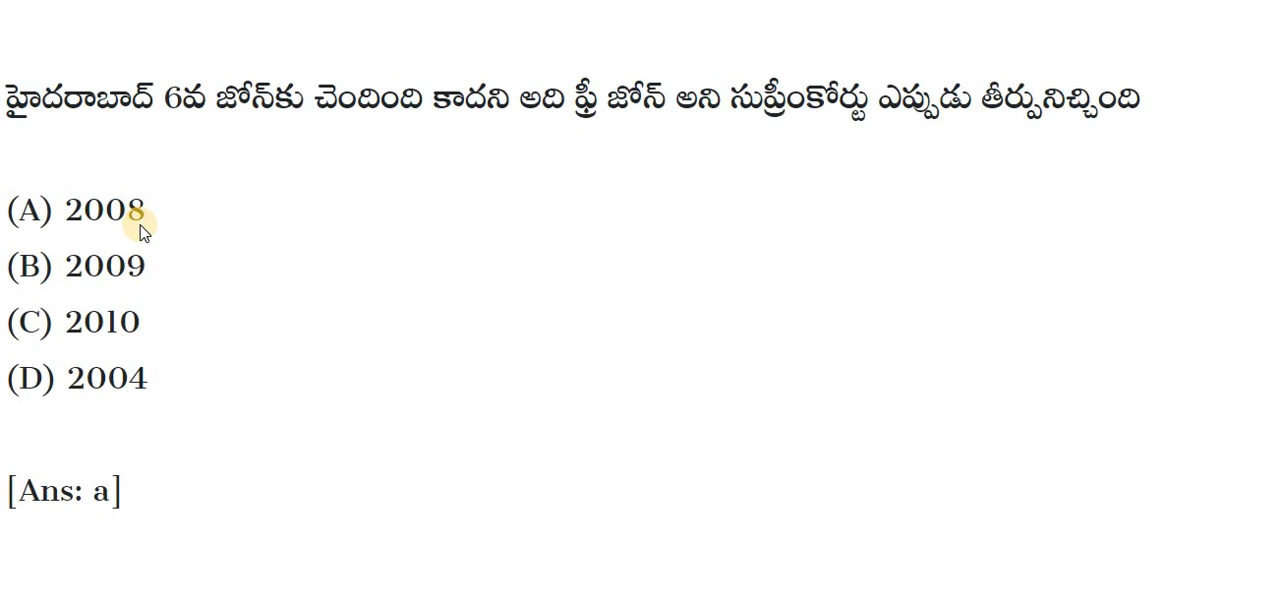 హైదరాబాద్ 6వ జోన్‌కు చెందింది కాదని అది ఫ్రీ జోన్ అని సుప్రీంకోర్టు ఎప్పుడు తీర్పునిచ్చింది
(A) 2008
(B) 2009
(C) 2010
(D) 2004
[Ans: a]